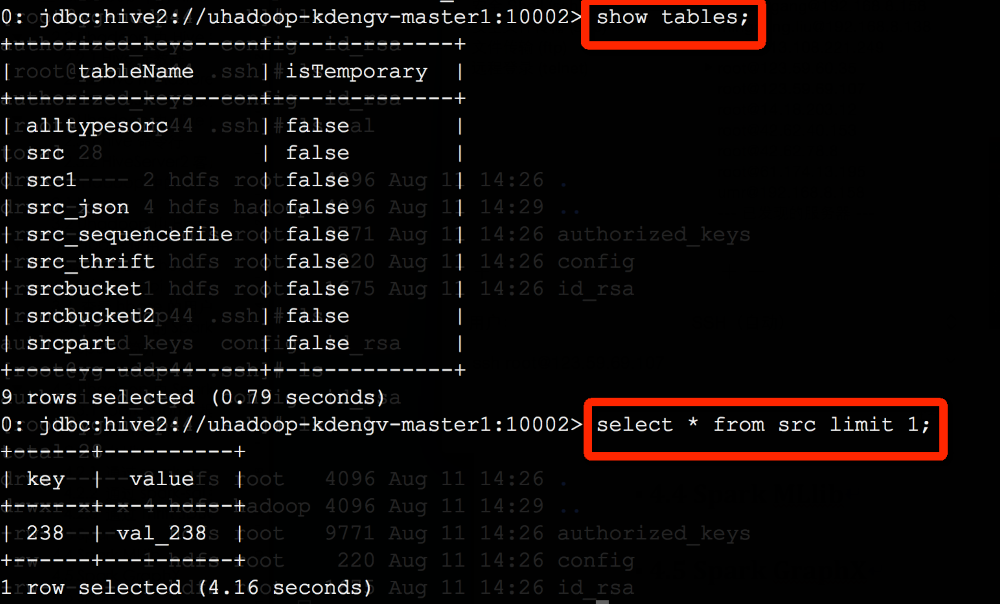 0: jdbc:hive2://uhadoop-kdengv-master1:10002> show tables;
+-------------------+--------------+
|     tableName     | isTemporary  |
+-------------------+--------------+
| alltypesorc       | false        |
| src               | false        |
| src1              | false        |
| src_json          | false        |
| src_sequencefile  | false        |
| src_thrift        | false        |
| srcbucket         | false        |
| srcbucket2        | false        |
| srcpart           | false        |
+-------------------+--------------+
9 rows selected (0.79 seconds)
0: jdbc:hive2://uhadoop-kdengv-master1:10002> select * from src limit 1;
+------+----------+
| key  |  value   |
+------+----------+
| 238  | val_238  |
+------+----------+
1 row selected (4.16 seconds)